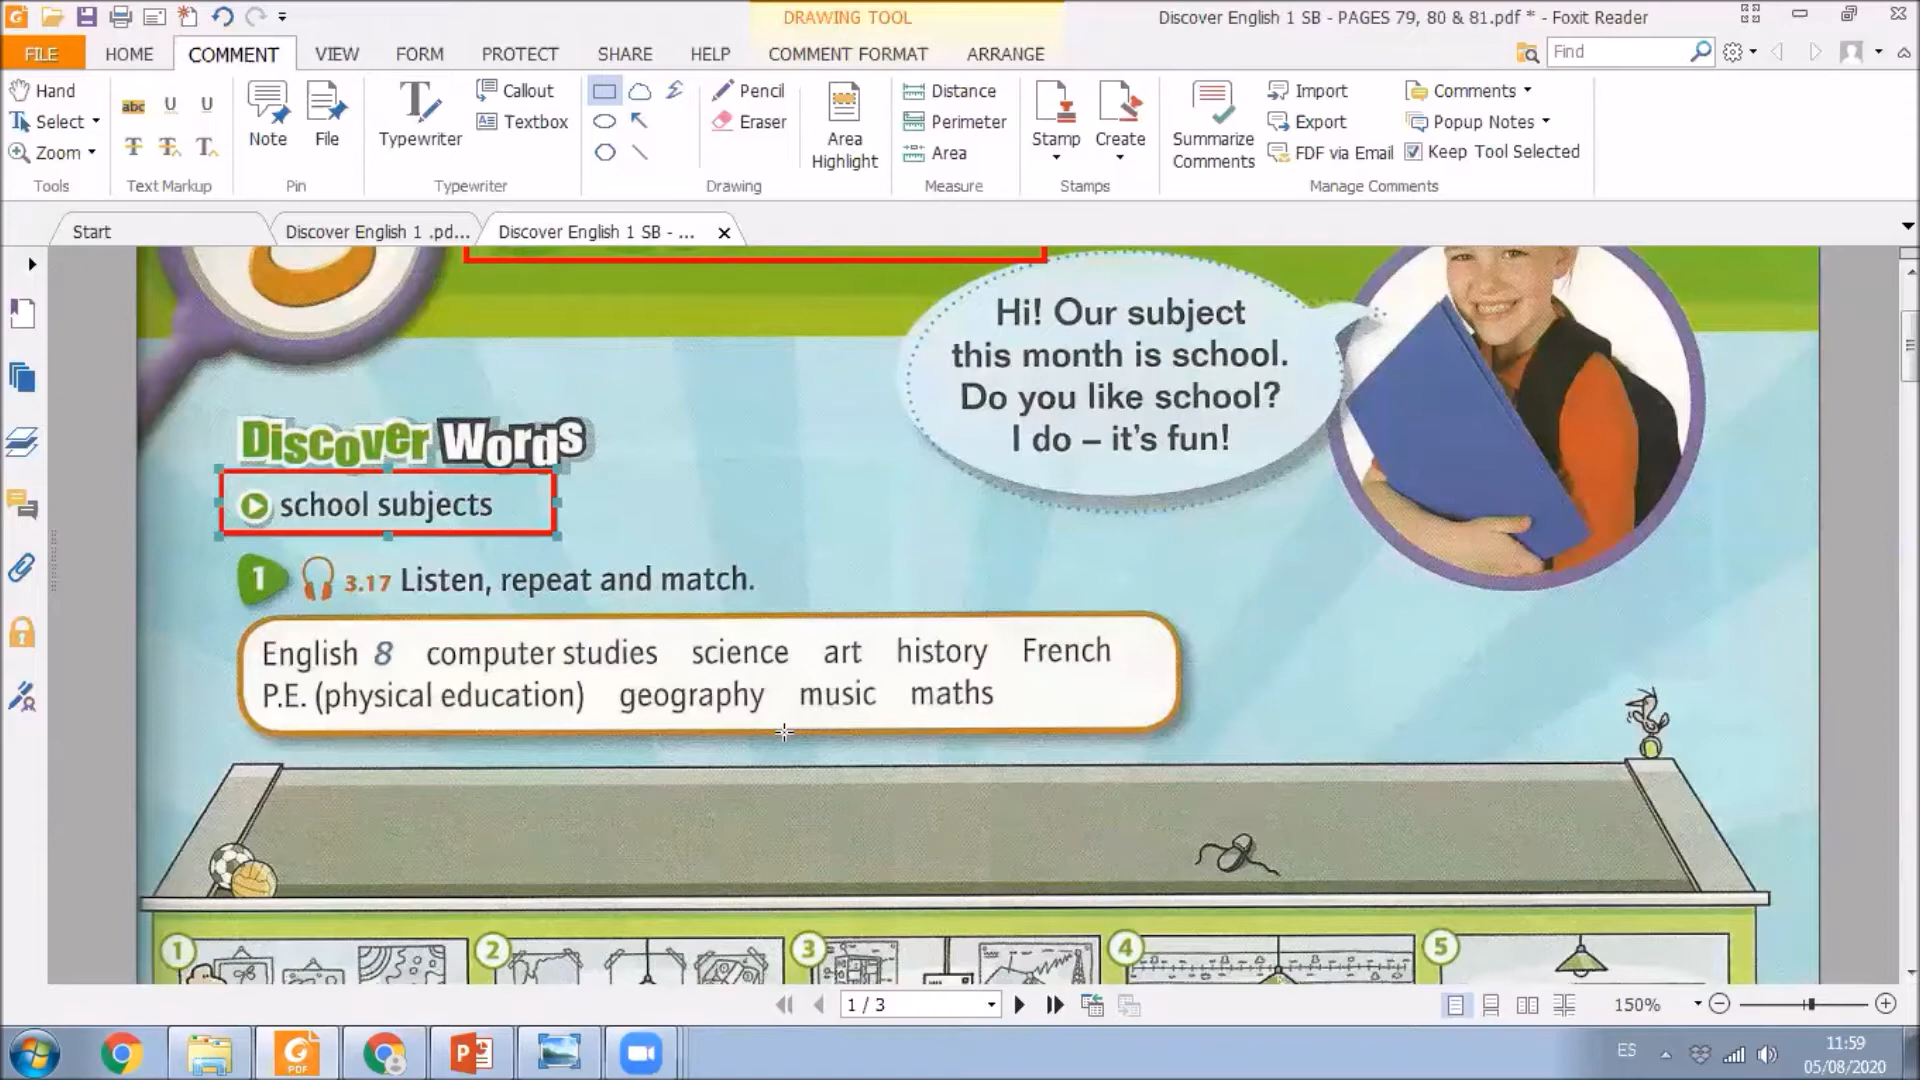 DRAWING TOOL
Discover English 1 SB - PAGES 79, 80 & 81.pdf * - Foxit Reader
FILE HOME COMMENT VIEW FORM PROTECT SHARE HELP COMMENT FORMAT ARRANGE
Find
Hand
Select
Zoom
Tools
abc U U
T T T
Text Markup
Note
File
Pin
Typewriter
Callout
Textbox
Typewriter
Pencil
Eraser
Drawing
Area
Highlight
Distance
Perimeter
Area
Measure
Stamp
Create
Stamps
Summarize
Comments
Import
Export
FDF via Email
Comments
Popup Notes
Keep Tool Selected
Manage Comments
Start
Discover English 1 .pd...
Discover English 1 SB - ...
Hi! Our subject
this month is school.
Do you like school?
I do – it's fun!
Discover Words
school subjects
1 3.17 Listen, repeat and match.
English 8 computer studies science art history French
P.E. (physical education) geography music maths
1 2 3 4 5
1 / 3
150%
PDF
ES
11:59
05/08/2020